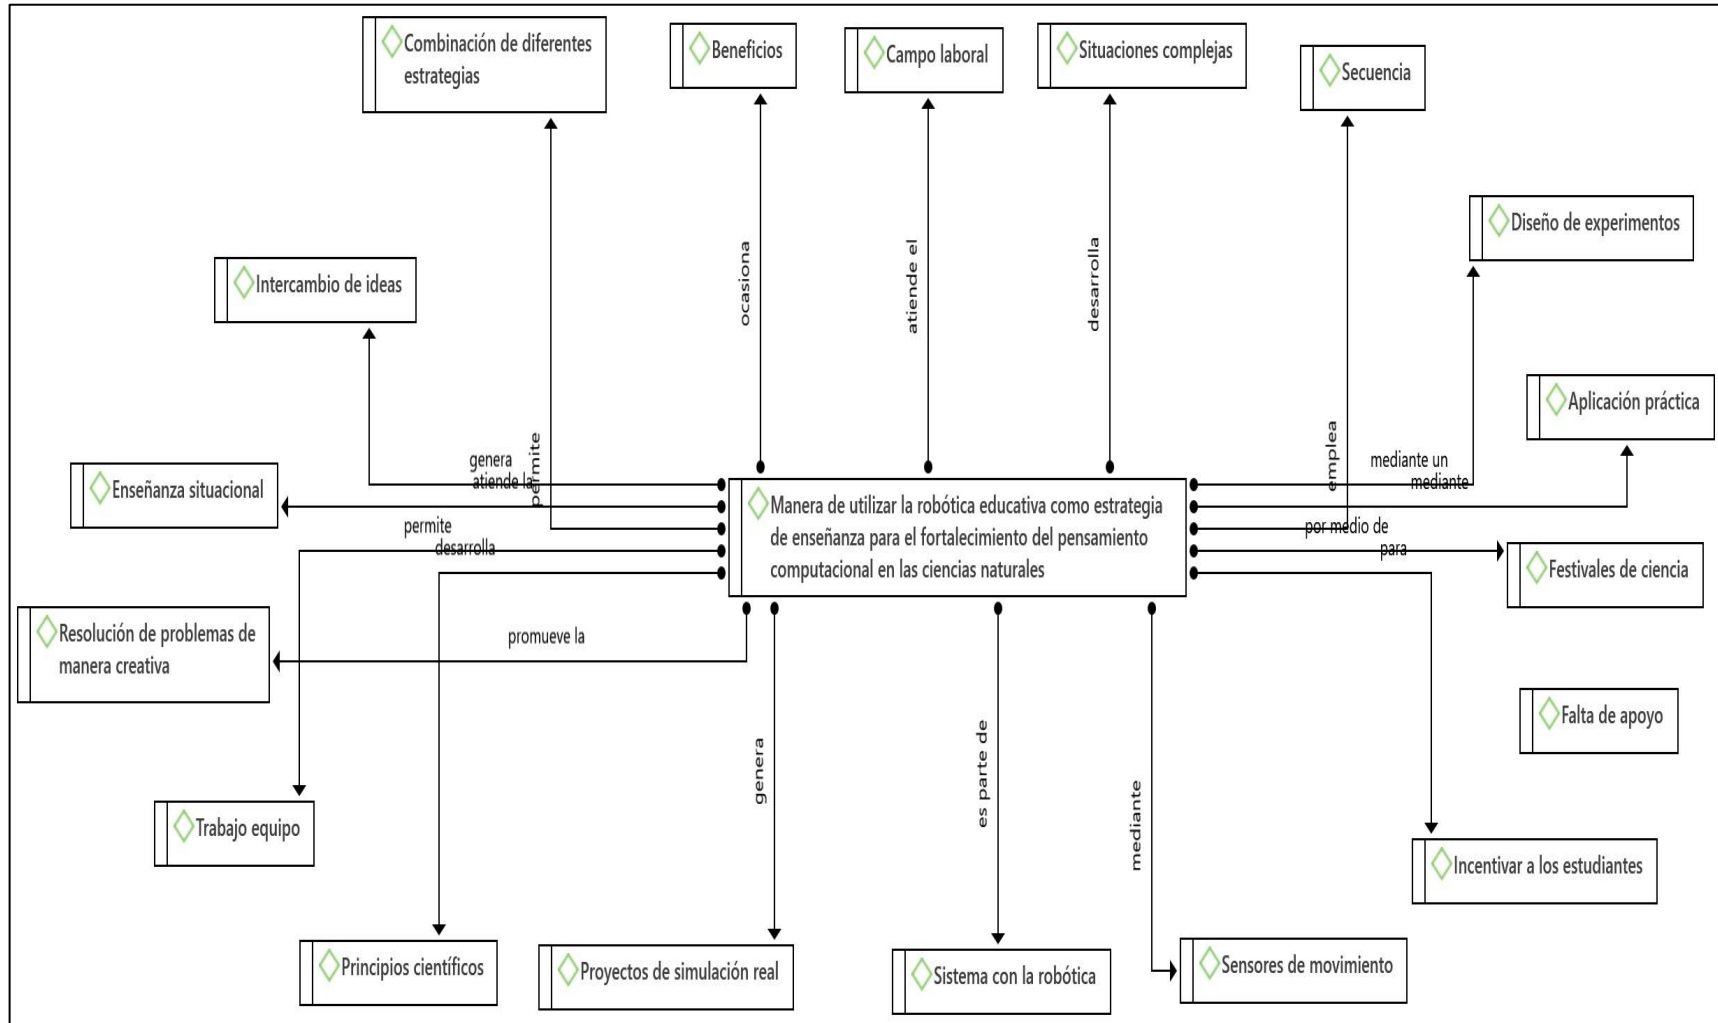 Combinación de diferentes
estrategias
Beneficios
Campo laboral
Situaciones complejas
Secuencia
Diseño de experimentos
Intercambio de ideas
ocasiona
atiende el
desarrolla
Aplicación práctica
permite
emplea
genera
atiende la
mediante un
mediante
Enseñanza situacional
Manera de utilizar la robótica educativa como estrategia
de enseñanza para el fortalecimiento del pensamiento
computacional en las ciencias naturales
permite
desarrolla
por medio de
para
Festivales de ciencia
Resolución de problemas de
manera creativa
promueve la
Falta de apoyo
genera
es parte de
mediante
Trabajo equipo
Incentivar a los estudiantes
Principios científicos
Proyectos de simulación real
Sistema con la robótica
Sensores de movimiento